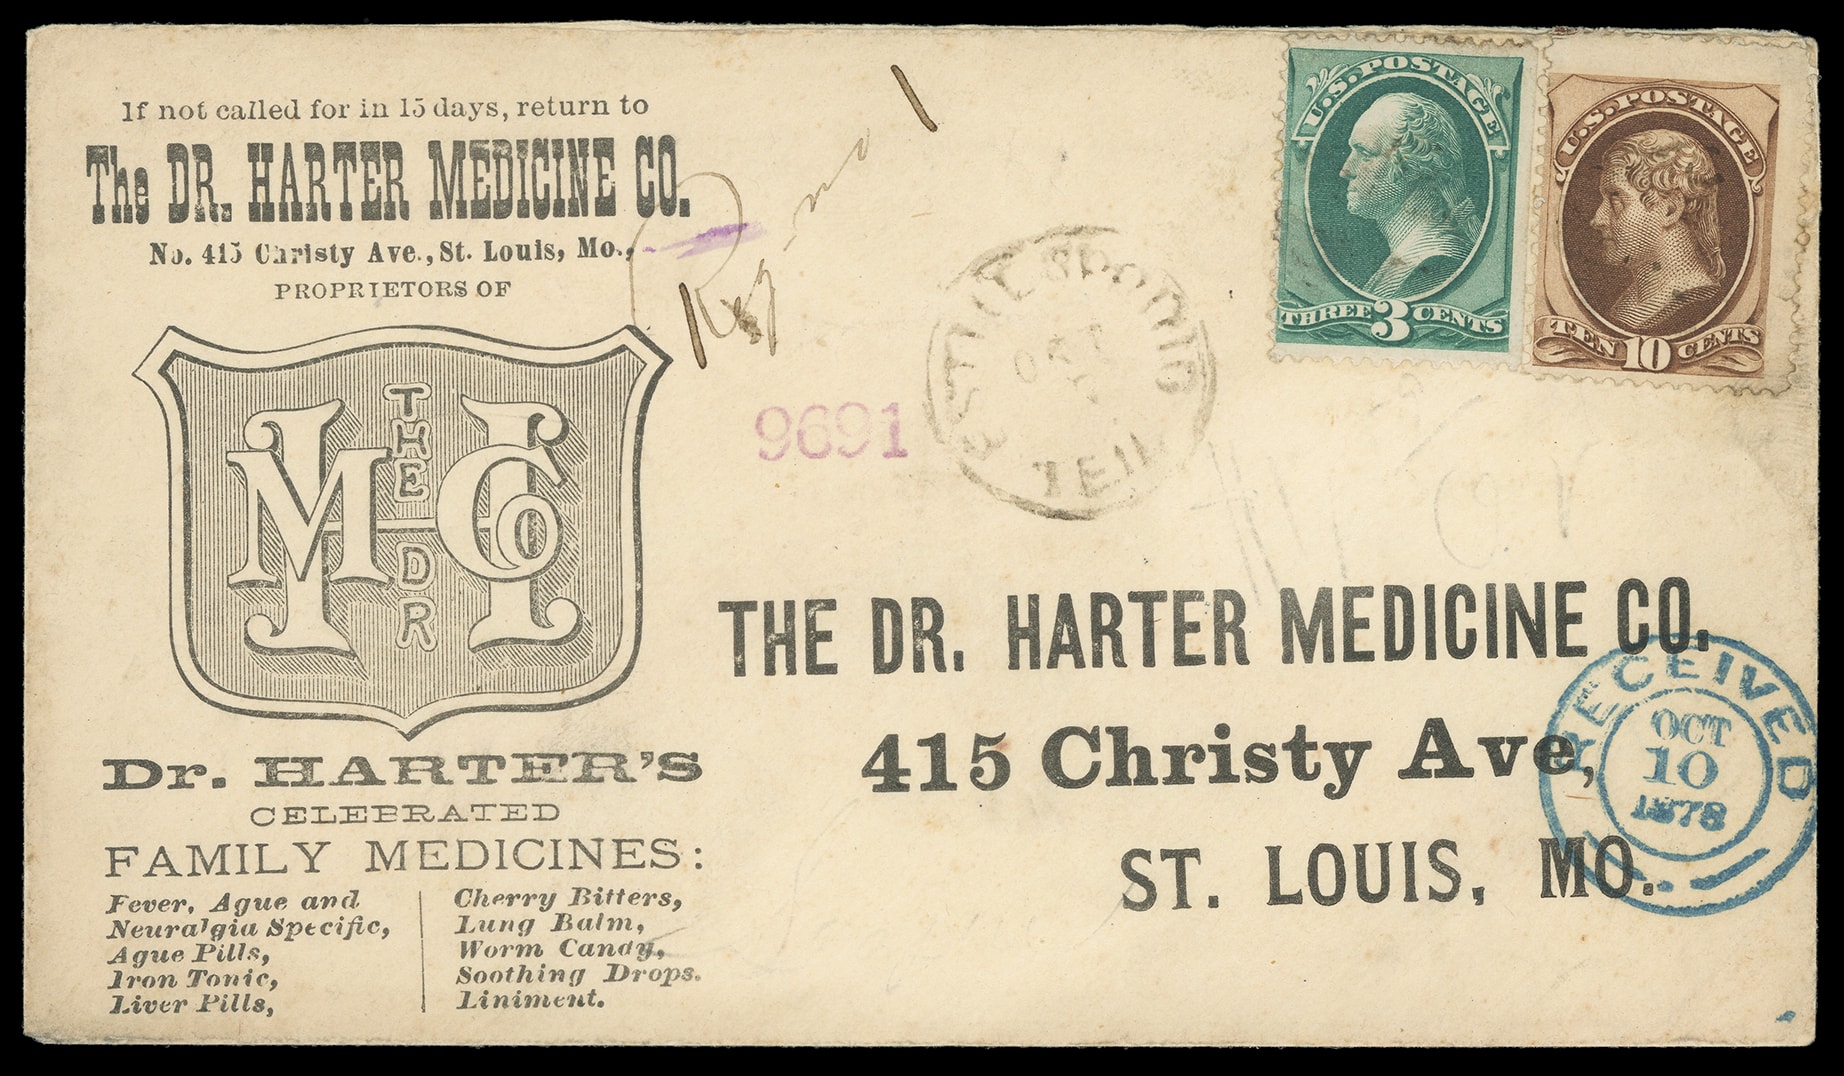 If not called for in 15 days, return to
The DR. HARTER MEDICINE CO.
No. 415 Christy Ave., St. Louis, Mo.,
PROPRIETORS OF
THE DR
M Co
Dr. HARTER'S
CELEBRATED
FAMILY MEDICINES:
Fever, Ague and
Neuralgia Specific,
Ague Pills,
Iron Tonic,
Liver Pills,
Cherry Bitters,
Lung Balm,
Worm Candy,
Soothing Drops.
Liniment.
Reg no 1
9691
OCT
TEN.
U.S. POSTAGE
THREE 3 CENTS
U.S. POSTAGE
TEN 10 CENTS
THE DR. HARTER MEDICINE CO.
415 Christy Ave,
ST. LOUIS, MO.
RECEIVED
OCT
10
1878